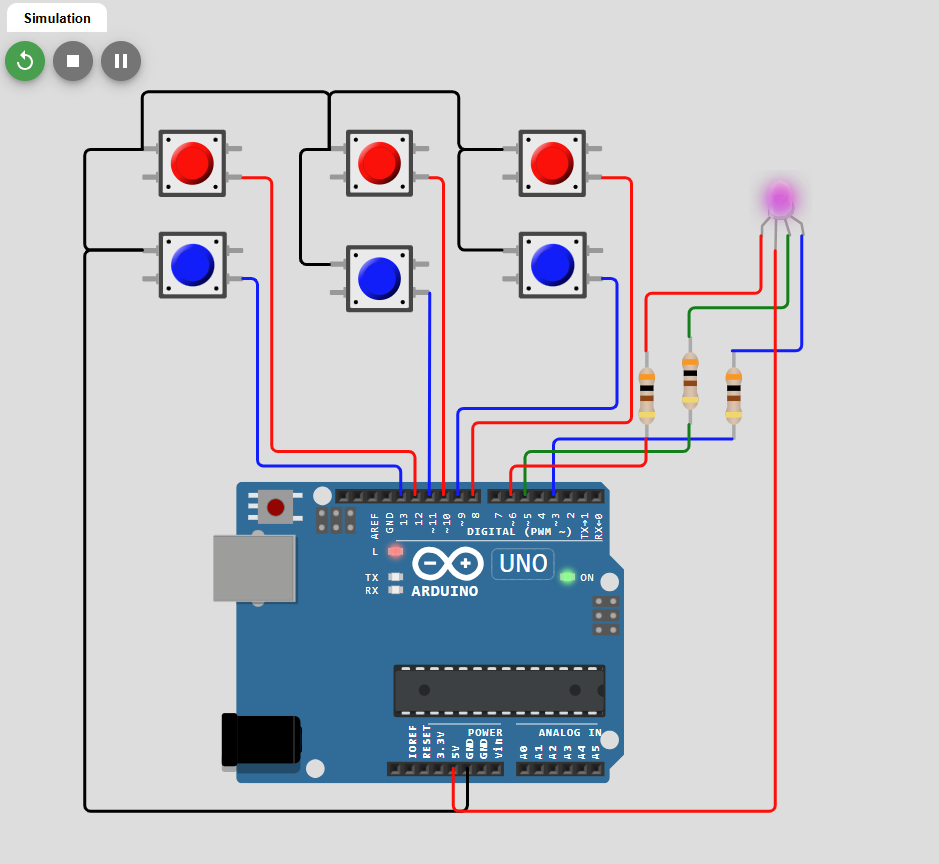 Simulation
AREF
GND
13
12
~11
~10
~9
8
7
~6
~5
4
~3
2
TX→1
RX←0
DIGITAL (PWM ~)
L
TX
RX
UNO
ARDUINO
ON
IOREF
RESET
3.3V
5V
GND
GND
Vin
POWER
ANALOG IN
A0
A1
A2
A3
A4
A5